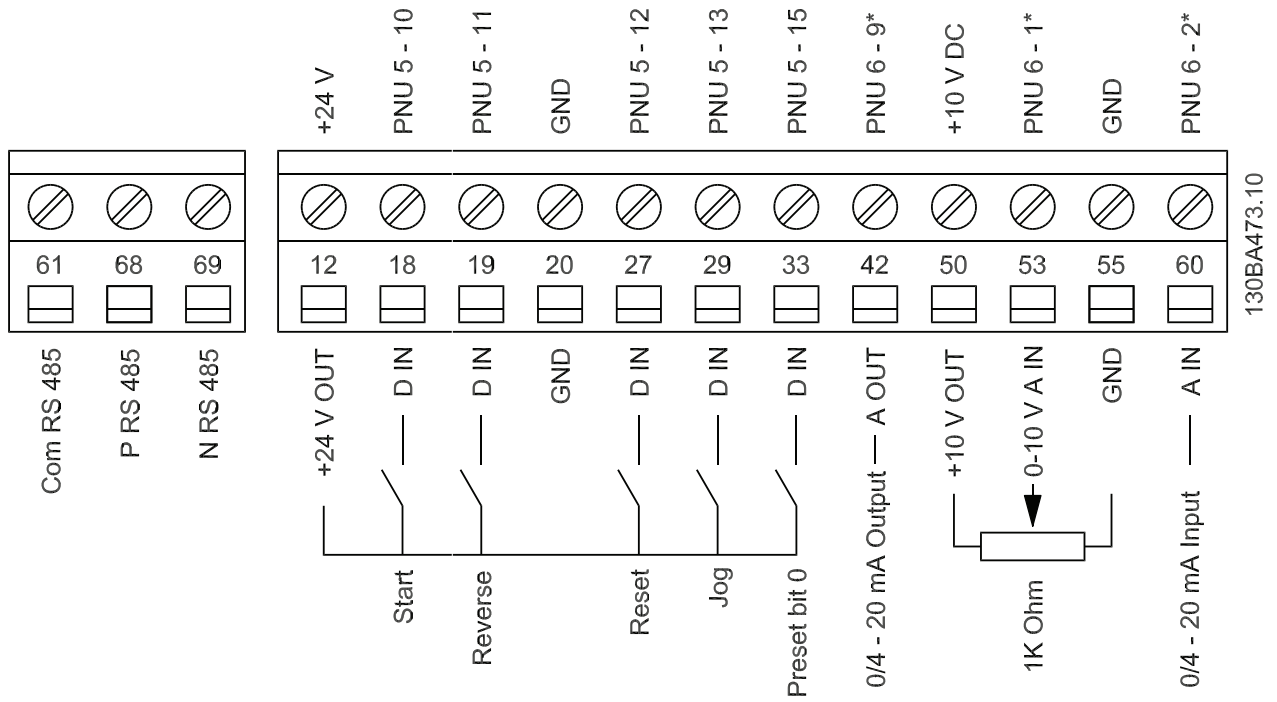 +24 V
PNU 5 - 10
PNU 5 - 11
GND
PNU 5 - 12
PNU 5 - 13
PNU 5 - 15
PNU 6 - 9*
+10 V DC
PNU 6 - 1*
GND
PNU 6 - 2*
61 68 69
12 18 19 20 27 29 33 42 50 53 55 60
130BA473.10
Com RS 485
P RS 485
N RS 485
+24 V OUT
D IN
D IN
GND
D IN
D IN
D IN
0/4 - 20 mA Output
A OUT
+10 V OUT
0-10 V A IN
GND
0/4 - 20 mA Input
A IN
Start
Reverse
Reset
Jog
Preset bit 0
1K Ohm